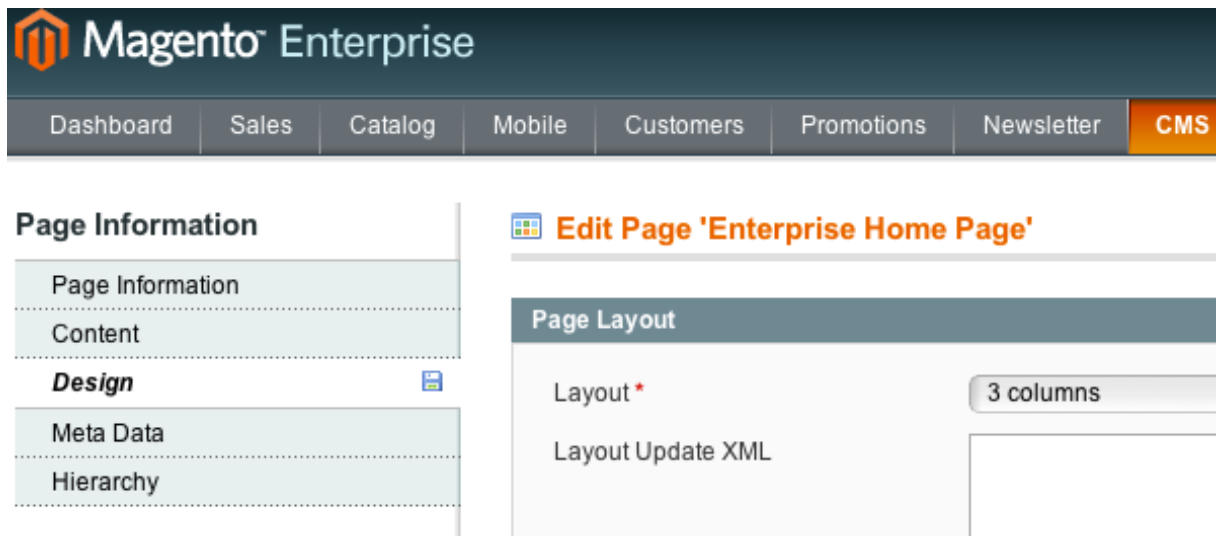 Magento Enterprise
Dashboard Sales Catalog Mobile Customers Promotions Newsletter CMS
Page Information
Page Information
Content
Design
Meta Data
Hierarchy
Edit Page 'Enterprise Home Page'
Page Layout
Layout *
3 columns
Layout Update XML